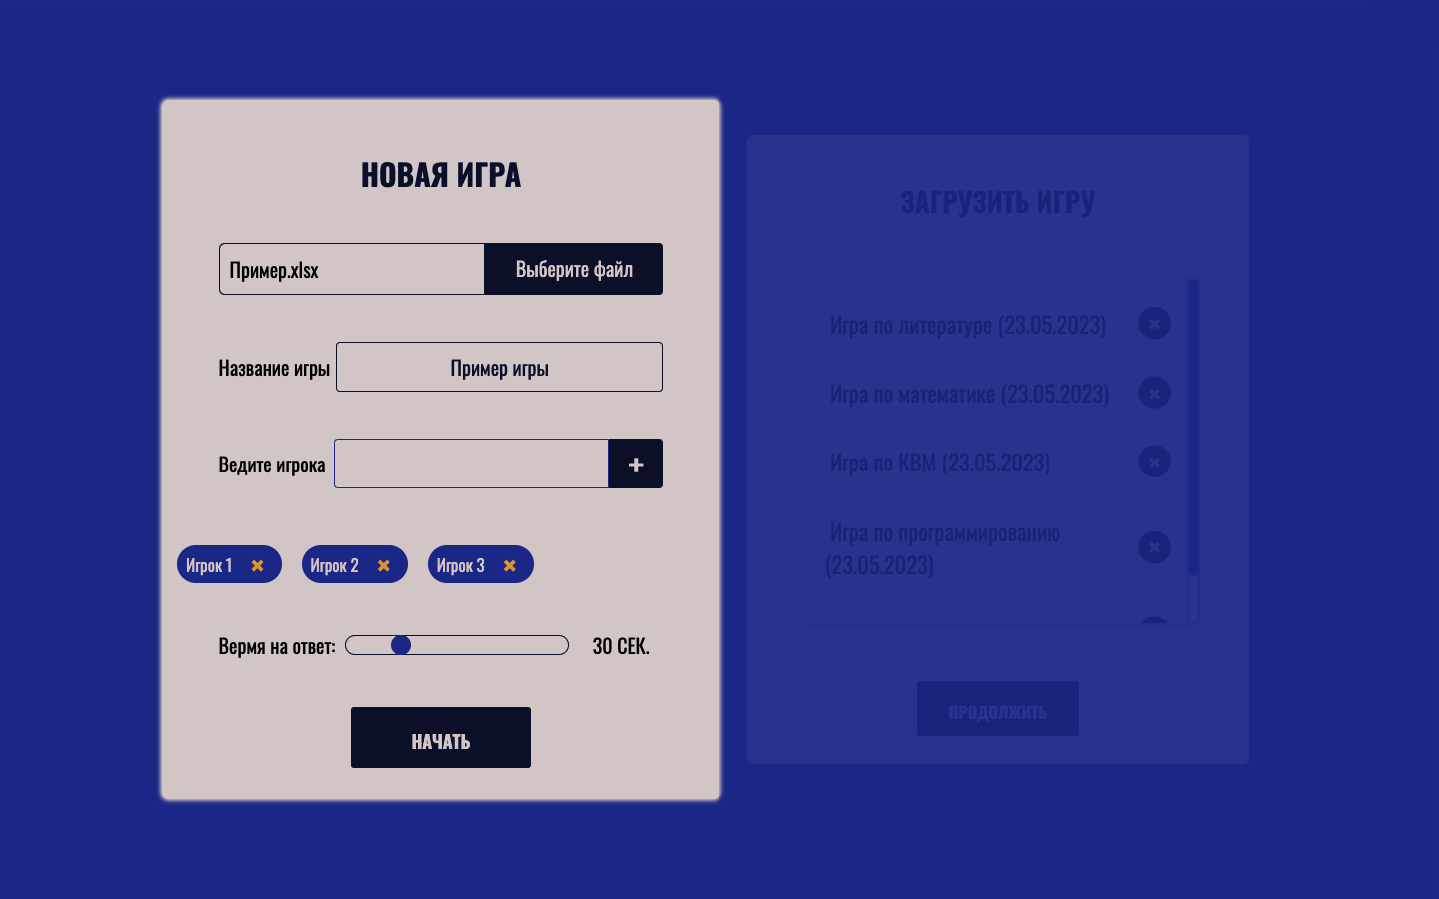 НОВАЯ ИГРА
Пример.xlsx
Выберите файл
Название игры
Пример игры
Ведите игрока
+
Игрок 1 ×
Игрок 2 ×
Игрок 3 ×
Вермя на ответ:
30 СЕК.
НАЧАТЬ
ЗАГРУЗИТЬ ИГРУ
Игра по литературе (23.05.2023)
Игра по математике (23.05.2023)
Игра по КВМ (23.05.2023)
Игра по программированию
(23.05.2023)
ПРОДОЛЖИТЬ